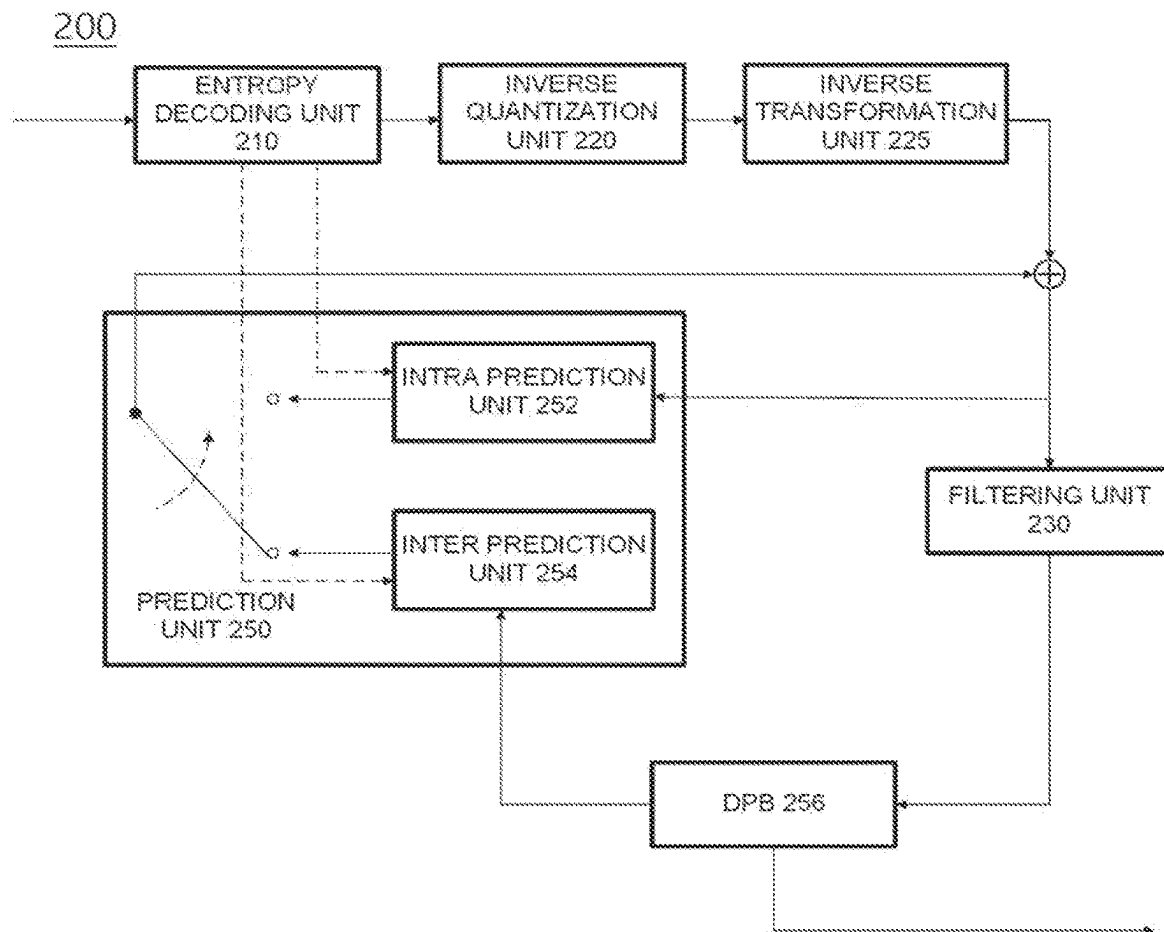 200
ENTROPY
DECODING UNIT
210
INVERSE
QUANTIZATION
UNIT 220
INVERSE
TRANSFORMATION
UNIT 225
INTRA PREDICTION
UNIT 252
FILTERING UNIT
230
INTER PREDICTION
UNIT 254
PREDICTION
UNIT 250
DPB 256